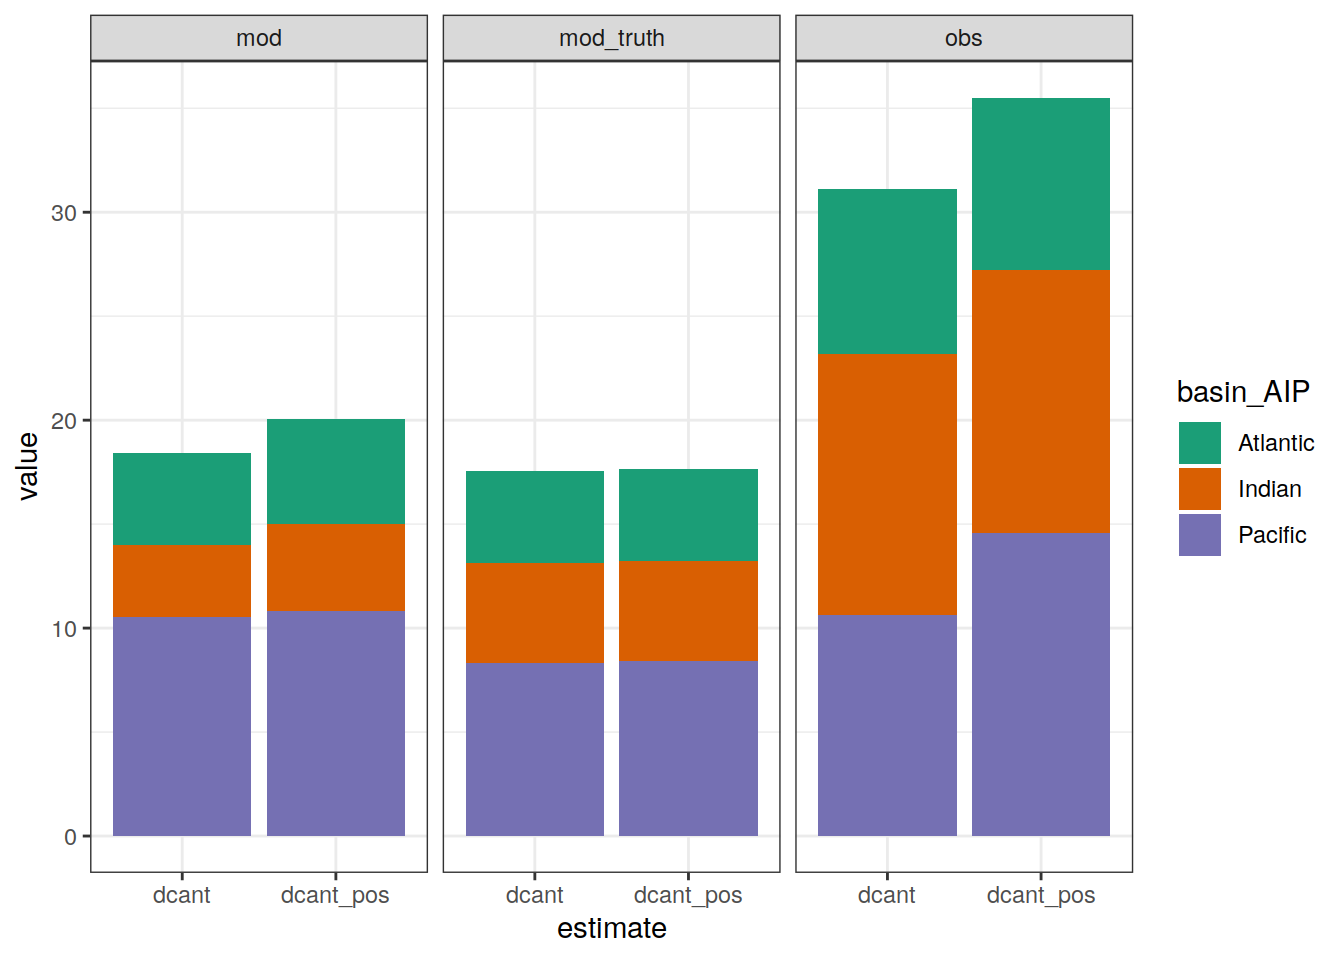 mod mod_truth obs
30
20
10
0
value
dcant dcant_pos dcant dcant_pos dcant dcant_pos
estimate
basin_AIP
Atlantic
Indian
Pacific